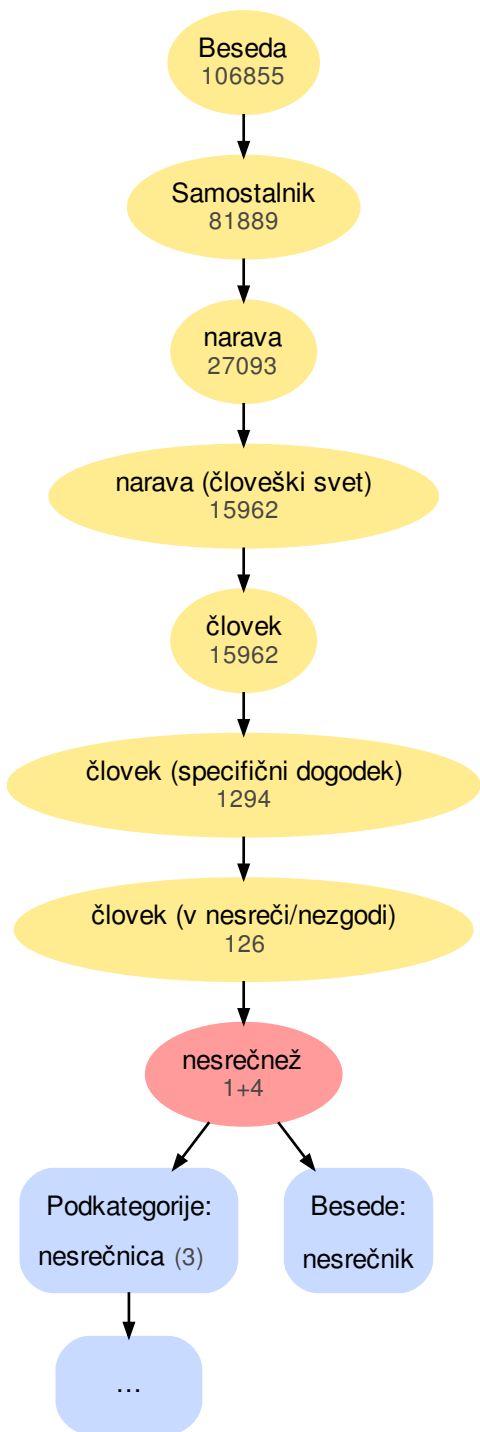 Beseda
106855
Samostalnik
81889
narava
27093
narava (človeški svet)
15962
človek
15962
človek (specifični dogodek)
1294
človek (v nesreči/nezgodi)
126
nesrečnež
1+4
Podkategorije:
nesrečnica (3)
Besede:
nesrečnik
...